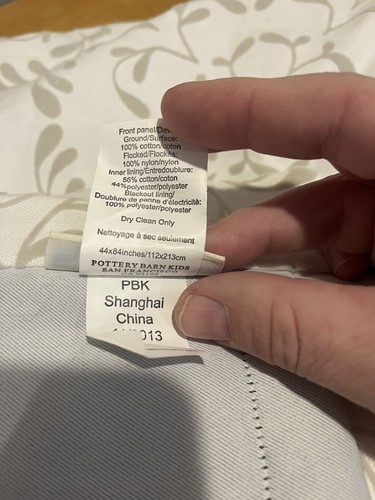 Front panel/
Ground/Surface:
100% cotton/coton
Flocked/Flockée:
100% nylon/nylon
Inner lining/Entredoublure:
56% cotton/coton
44%polyester/polyester
Blackout lining/
Doublure de panne d'électricité:
100% polyester/polyester
Dry Clean Only
Nettoyage à sec seulement
44x84inches/112x213cm
POTTERY BARN KIDS
SAN FRANCISCO
PBK
Shanghai
China